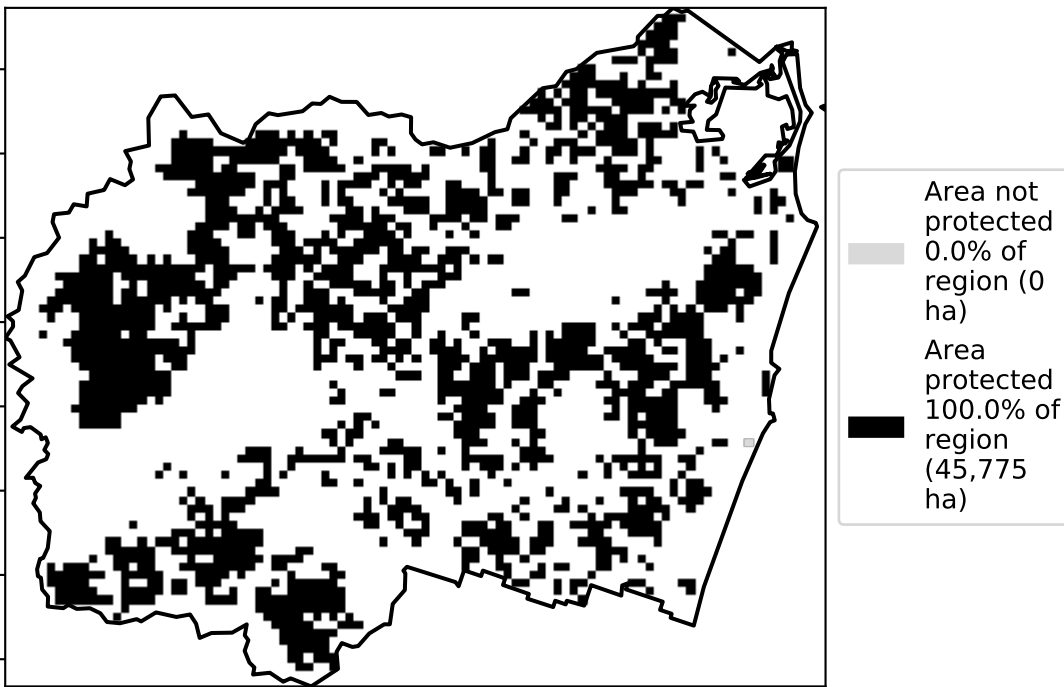 Area not
protected
0.0% of
region (0
ha)
Area
protected
100.0% of
region
(45,775
ha)